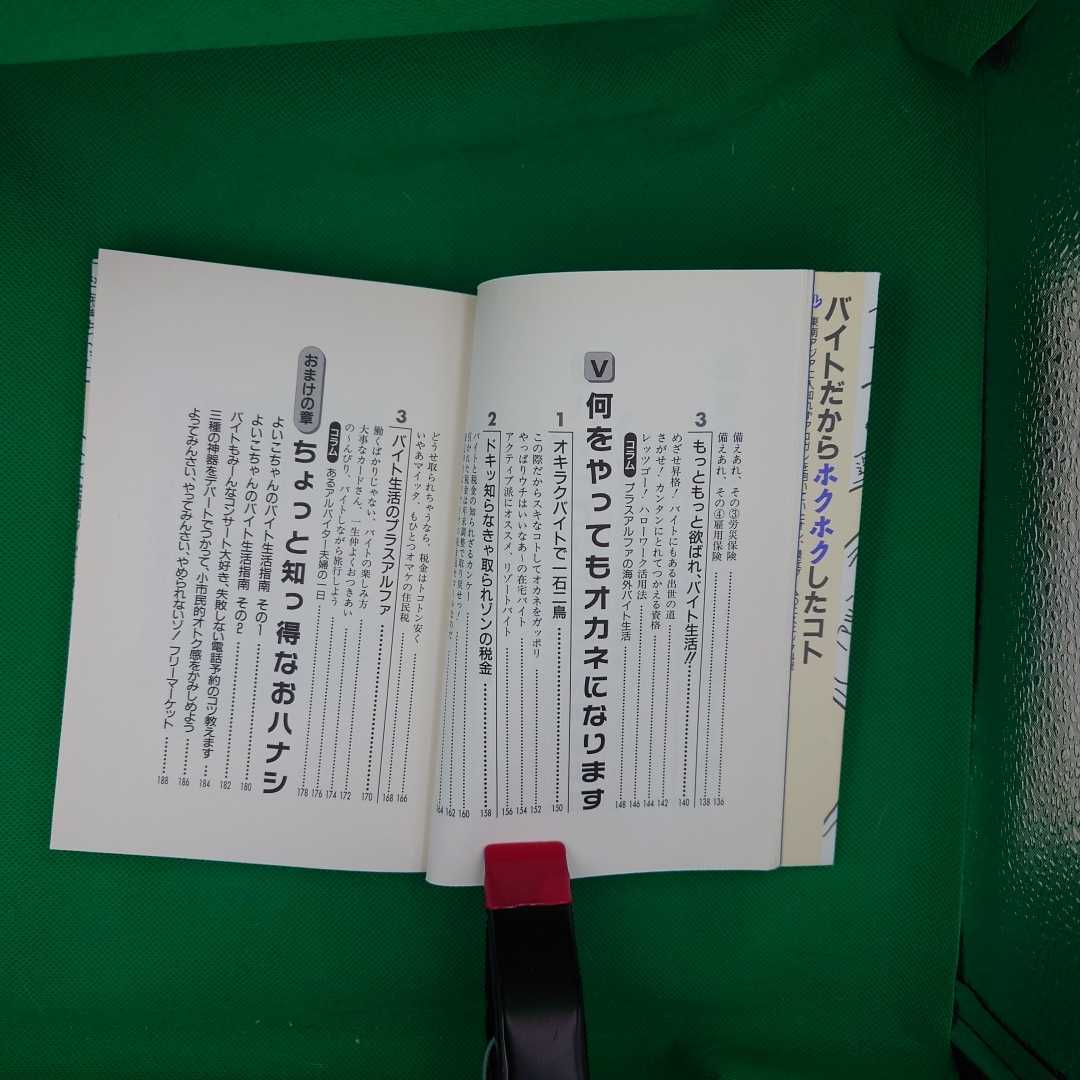 バイトだからホクホクしたコト
備えあれ、その③労災保険 136
備えあれ、その④雇用保険 138
3 もっともっと欲ばれ、バイト生活!! 140
めざせ昇格！ バイトにもある出世の道 142
さがせ！ カンタンにとれてつかえる資格 144
レッツゴー！ ハローワーク活用法 146
コラム プラスアルファの海外バイト生活 148
V 何をやってもオカネになります
1 オキラクバイトで一石二鳥 150
この際だからスキなコトしてオカネをガッポリ 152
やっぱりウチはいいなあ〜の在宅バイト 154
アクティブ派にオススメ、リゾートバイト 156
2 ドキッ知らなきゃ取られゾンの税金 158
バイトと税金の知られざるカンケー 160
162
164
どうせ取られちゃうなら、税金はトコトン安く 166
いやあマイッタ、もひとつオマケの住民税 168
3 バイト生活のプラスアルファ 170
働くばかりじゃない、バイトの楽しみ方 172
大事なカードさん、一生仲よくおつきあい 174
の〜んびり、バイトしながら旅行しよう 176
コラム あるアルバイター夫婦の一日 178
おまけの章 ちょっと知っ得なおハナシ
よいこちゃんのバイト生活指南 その1 180
よいこちゃんのバイト生活指南 その2 182
バイトもみーんなコンサート大好き、失敗しない電話予約のコツ教えます 184
三種の神器をデパートでつかって、小市民的オトク感をかみしめよう 186
よってみんさい、やってみんさい、やめられないゾ！フリーマーケット 188